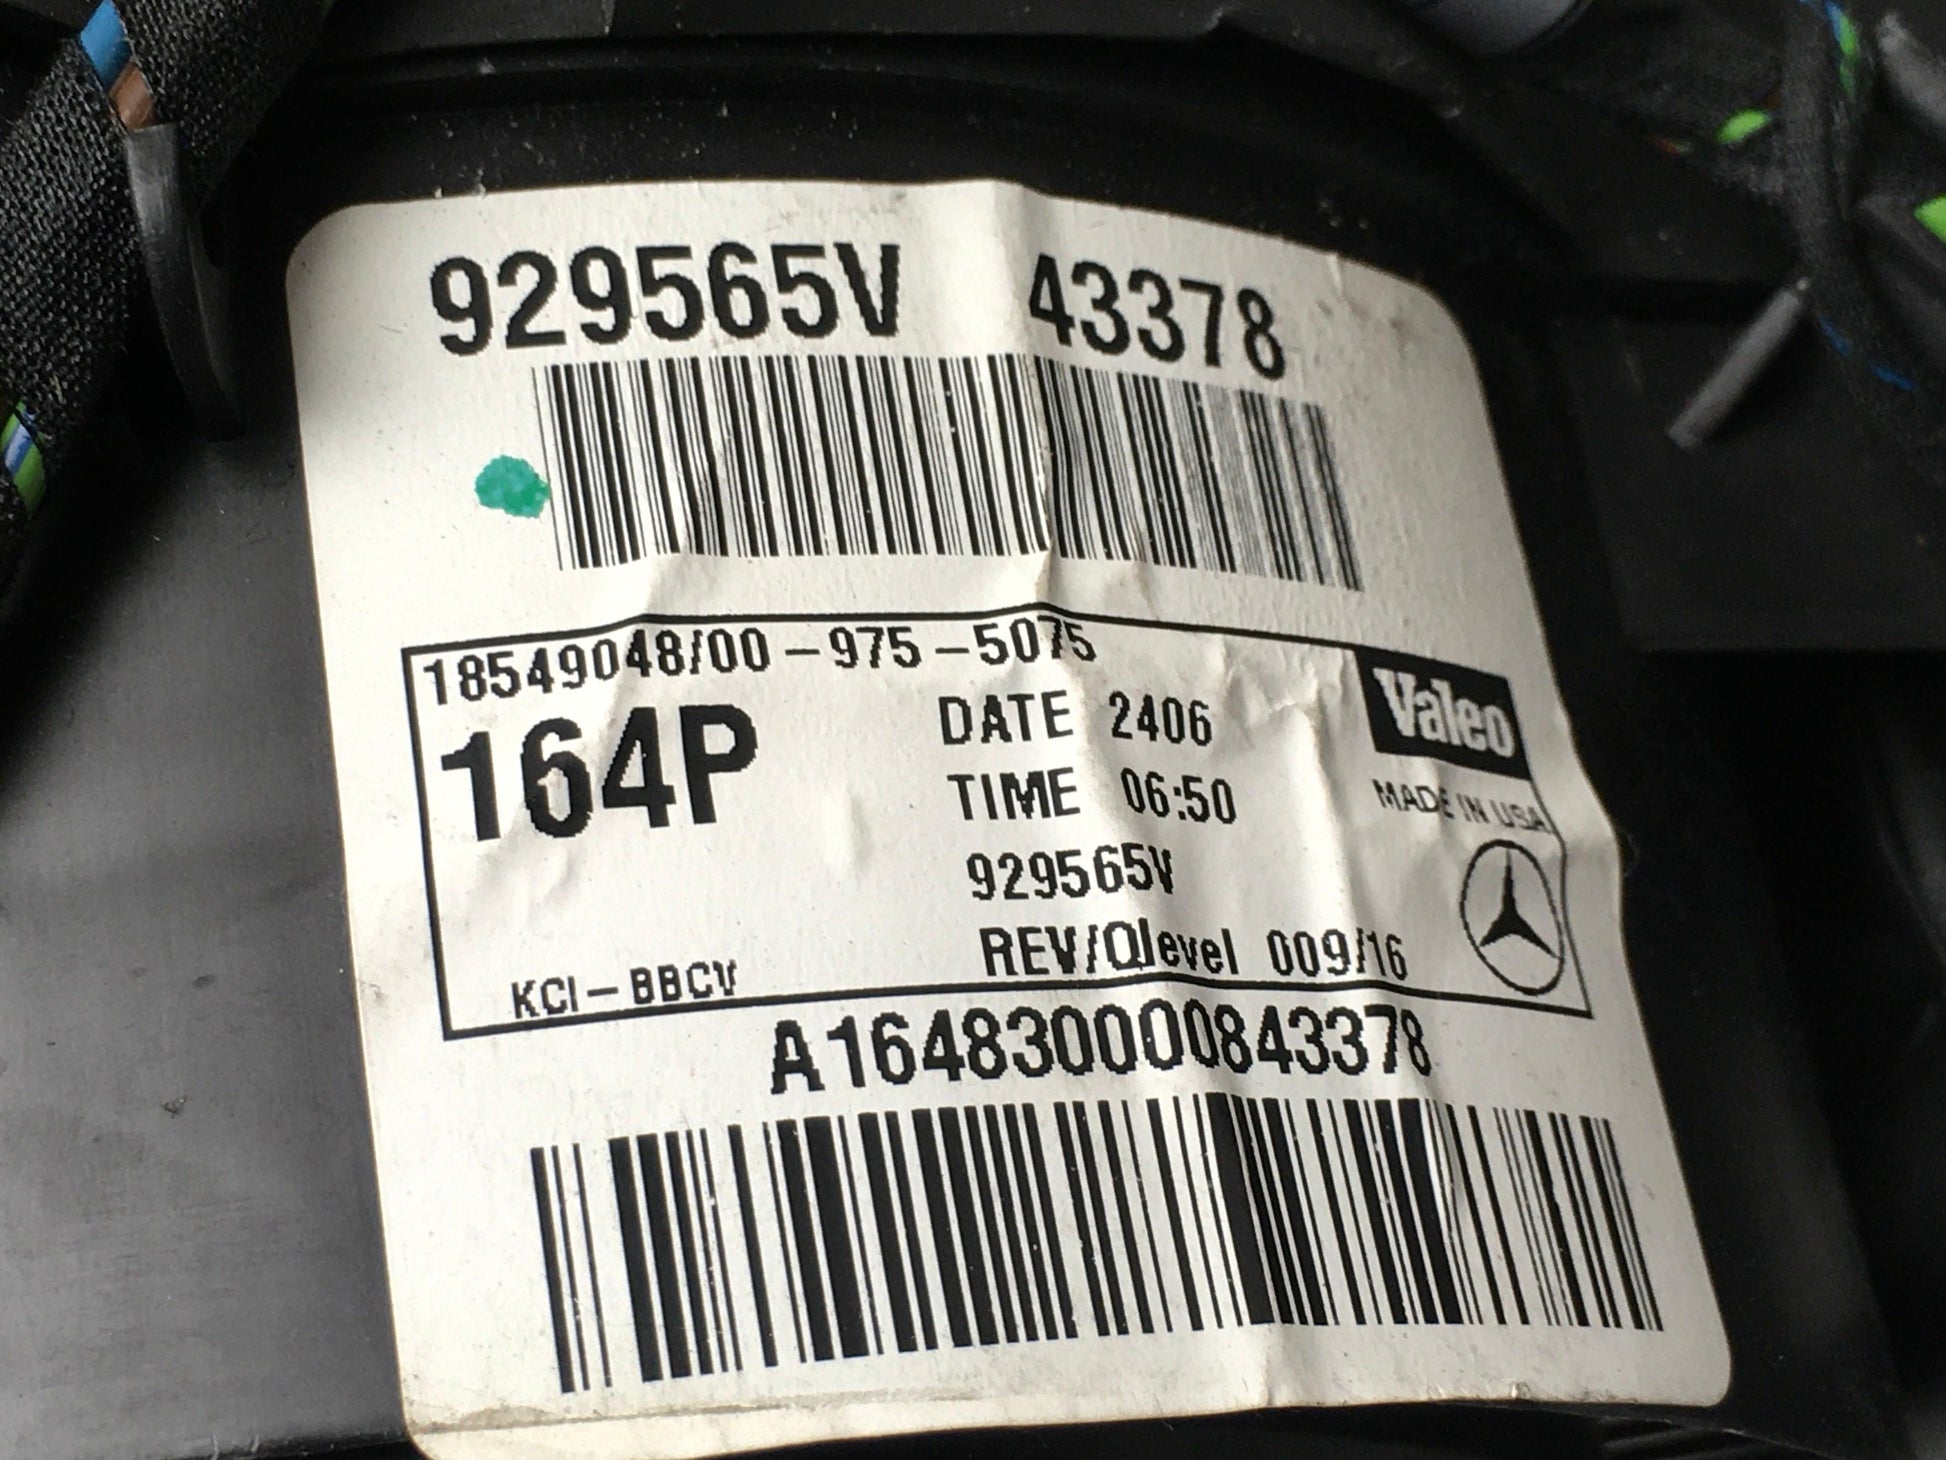 929565V 43378
18549048/00-975-5075
164P
DATE 2406
Valeo
TIME 06:50
MADE IN USA
929565V
REV/Qlevel 009/16
KCI-BBCV
A164830000843378